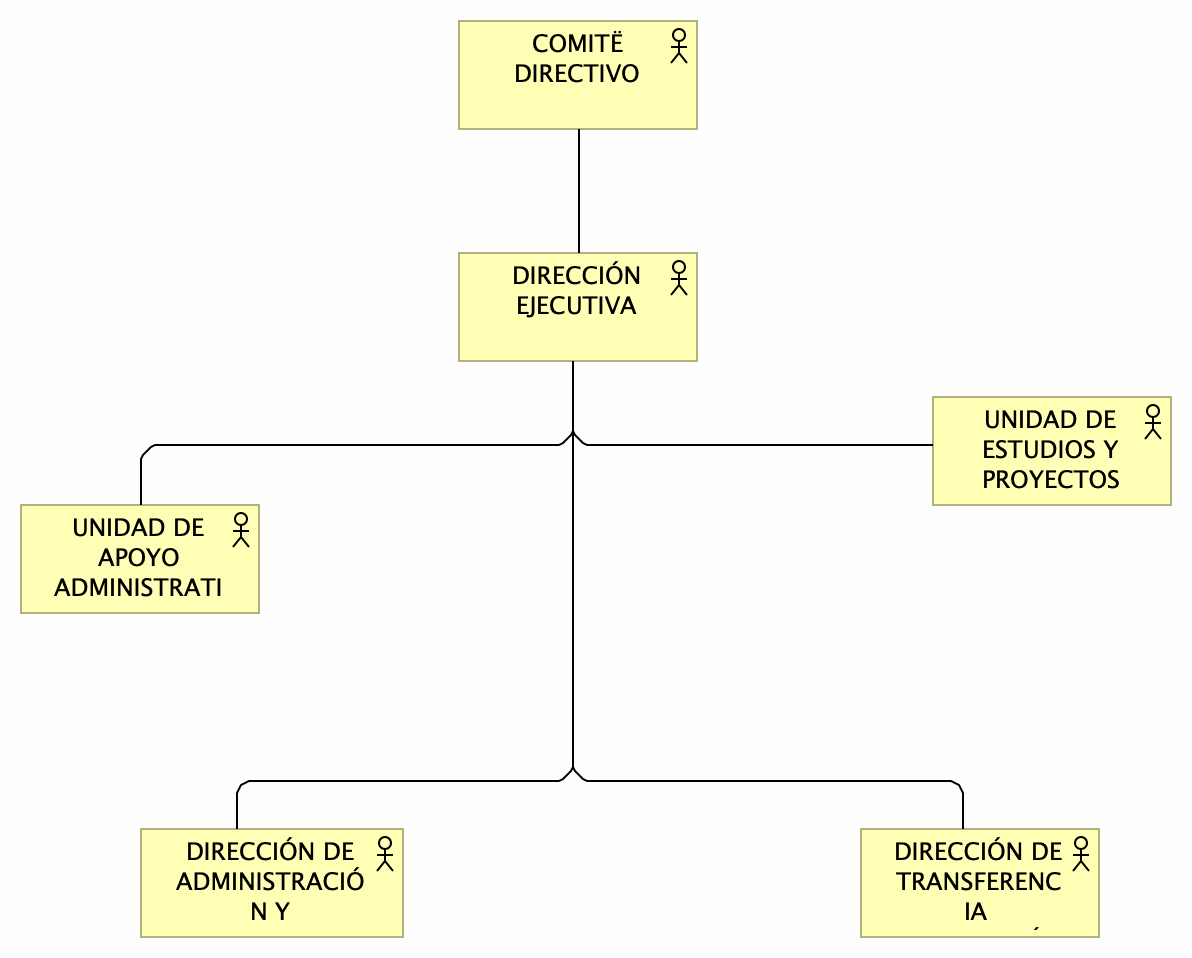 COMITË
DIRECTIVO
DIRECCIÓN
EJECUTIVA
UNIDAD DE
ESTUDIOS Y
PROYECTOS
UNIDAD DE
APOYO
ADMINISTRATI
DIRECCIÓN DE
ADMINISTRACIÓ
N Y
DIRECCIÓN DE
TRANSFERENC
IA